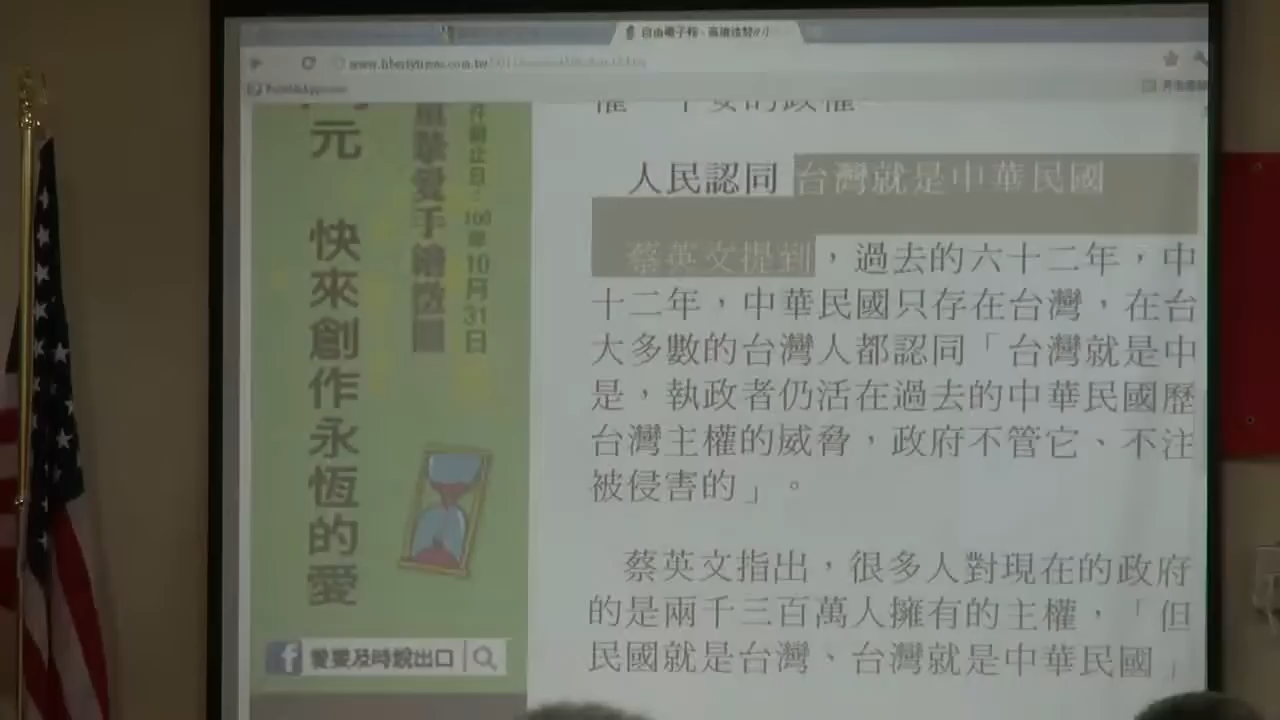 自由電子報
www.libertytimes.com.tw
元 快來創作永恆的愛
愛手繪徵圖
止日：100年10月31日
愛要及時說出口
人民認同 台灣就是中華民國
蔡英文提到，過去的六十二年，中
十二年，中華民國只存在台灣，在台
大多數的台灣人都認同「台灣就是中
是，執政者仍活在過去的中華民國歷
台灣主權的威脅，政府不管它、不注
被侵害的」。
蔡英文指出，很多人對現在的政府
的是兩千三百萬人擁有的主權，「但
民國就是台灣、台灣就是中華民國」